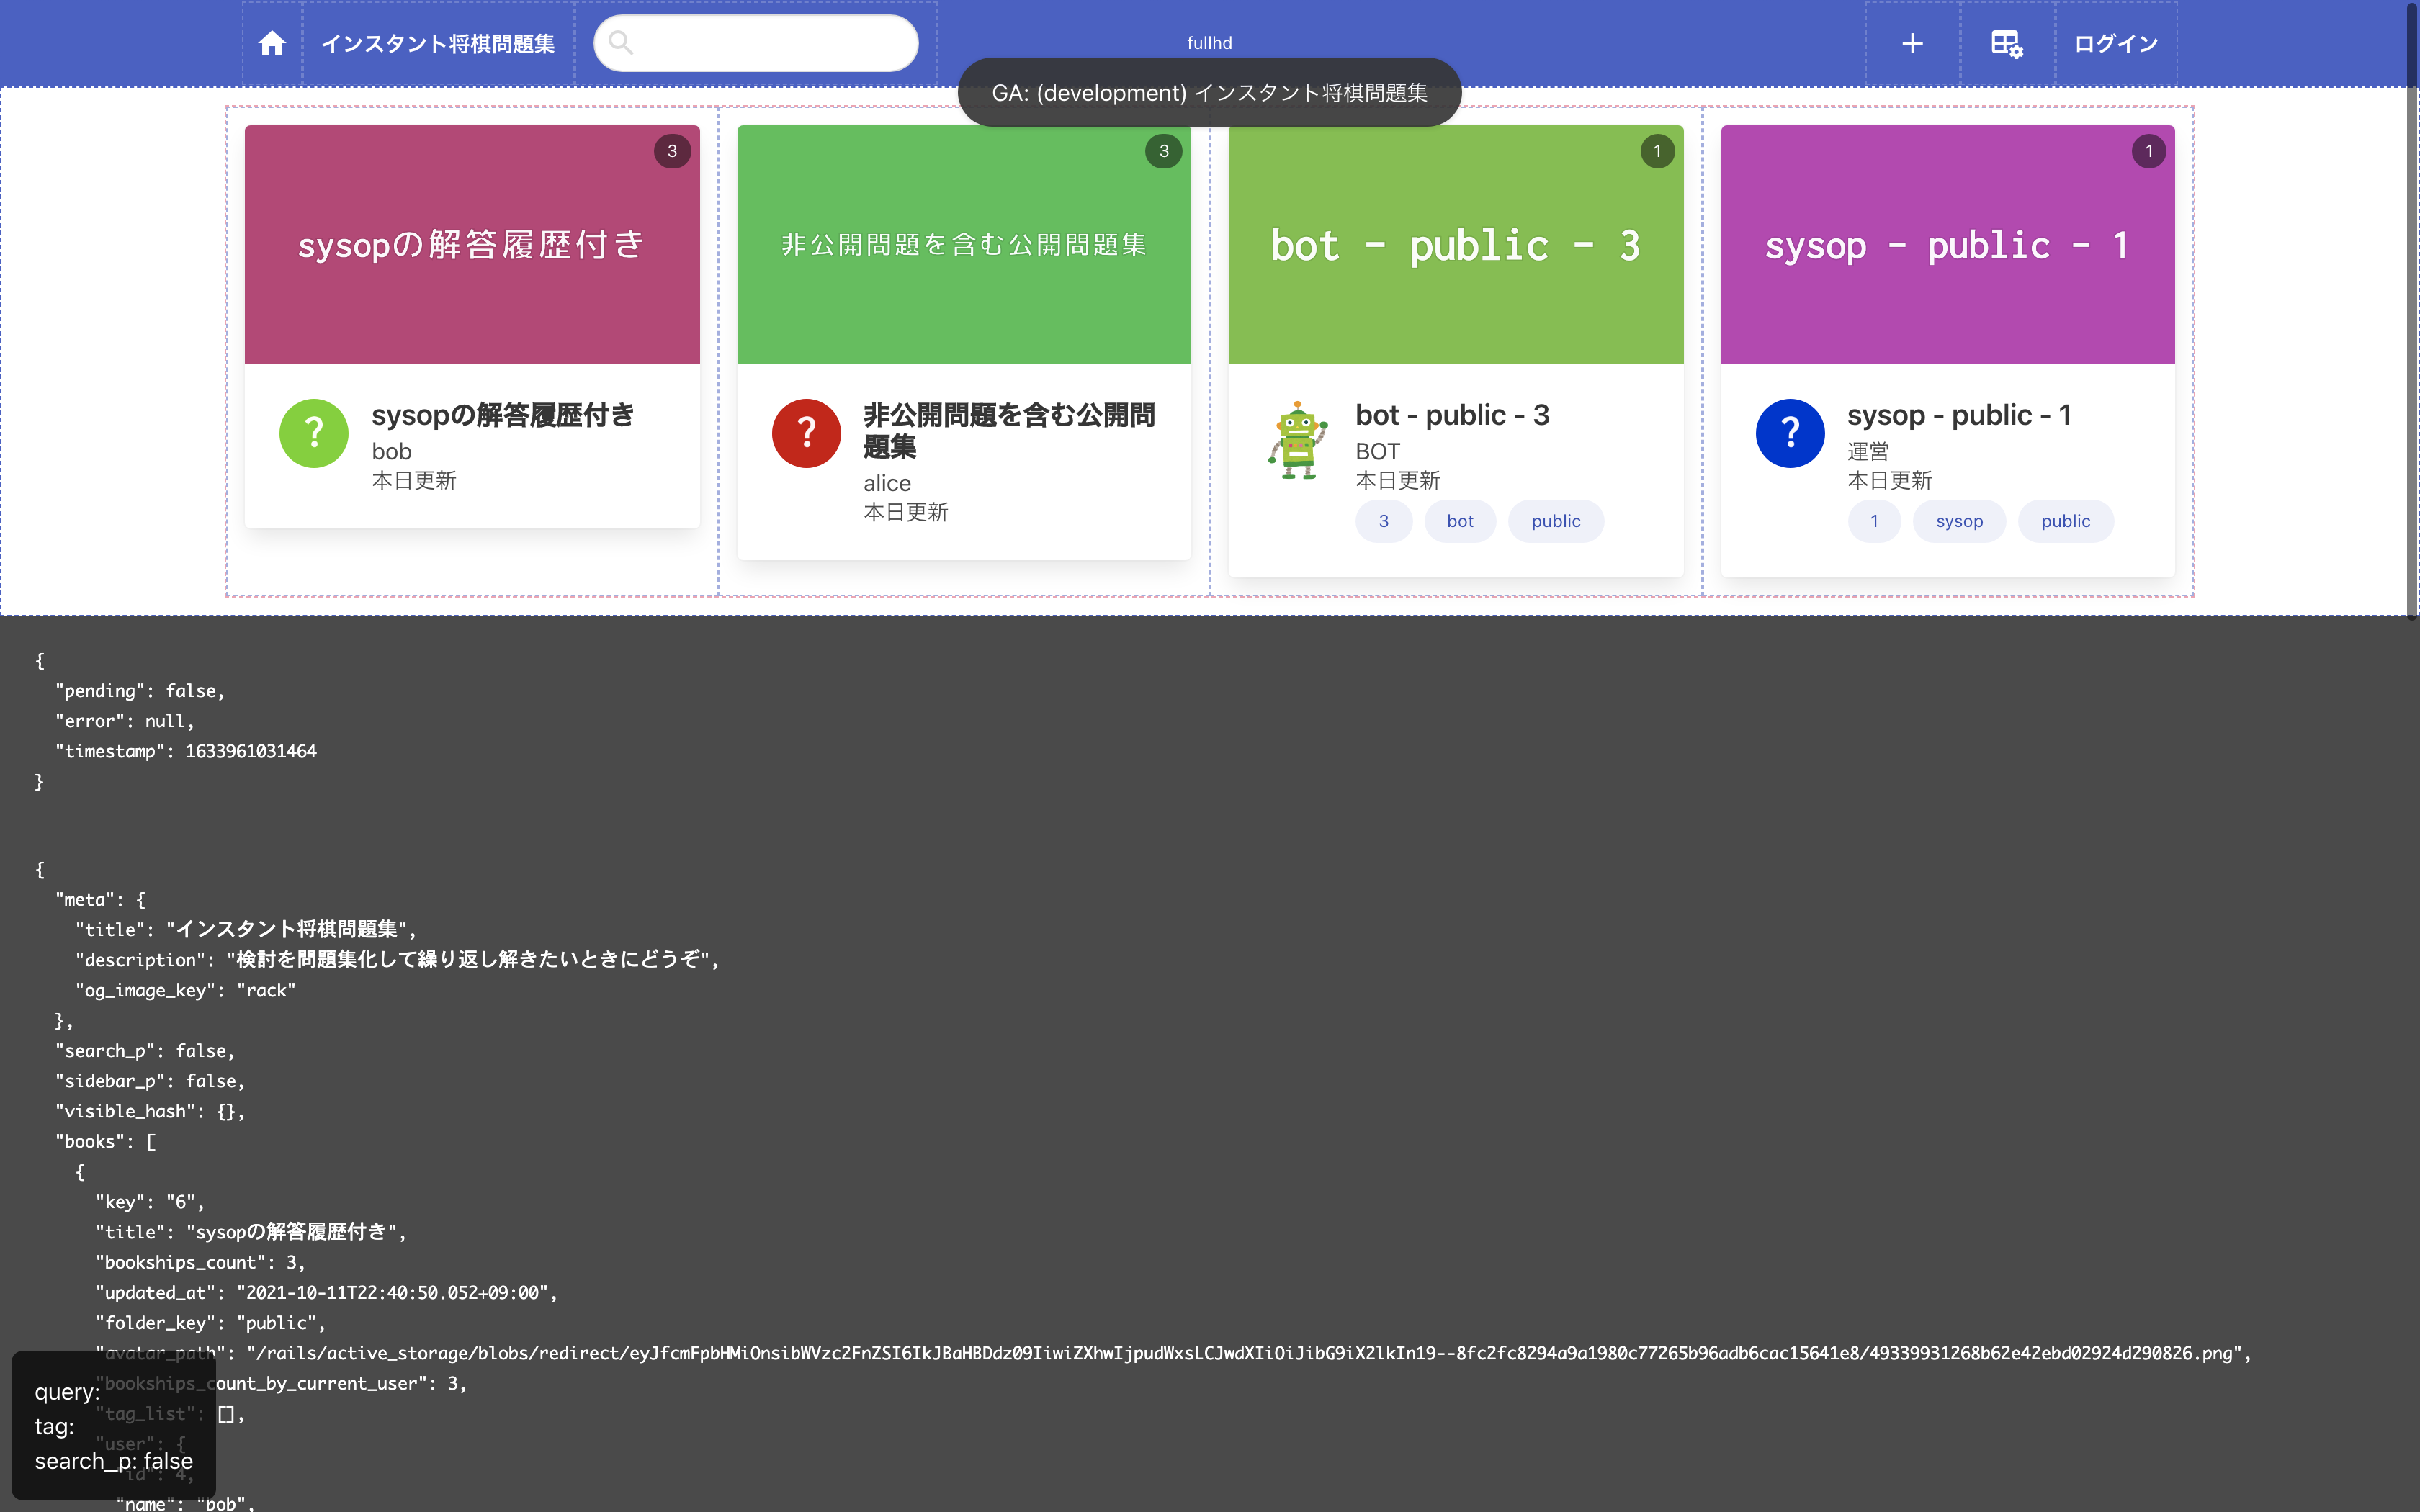 インスタント将棋問題集
fullhd
ログイン
GA: (development) インスタント将棋問題集
3
sysopの解答履歴付き
3
非公開問題を含む公開問題集
1
bot - public - 3
1
sysop - public - 1
?
sysopの解答履歴付き
bob
本日更新
?
非公開問題を含む公開問
題集
alice
本日更新
bot - public - 3
BOT
本日更新
3 bot public
?
sysop - public - 1
運営
本日更新
1 sysop public
{
"pending": false,
"error": null,
"timestamp": 1633961031464
}
{
"meta": {
"title": "インスタント将棋問題集",
"description": "検討を問題集化して繰り返し解きたいときにどうぞ",
"og_image_key": "rack"
},
"search_p": false,
"sidebar_p": false,
"visible_hash": {},
"books": [
{
"key": "6",
"title": "sysopの解答履歴付き",
"bookships_count": 3,
"updated_at": "2021-10-11T22:40:50.052+09:00",
"folder_key": "public",
"avatar_path": "/rails/active_storage/blobs/redirect/eyJfcmFpbHMiOnsibWVzc2FnZSI6IkJBaHBDdz09IiwiZXhwIjpudWxsLCJwdXIiOiJibG9iX2lkIn19--8fc2fc8294a9a1980c77265b96adb6cac15641e8/49339931268b62e42ebd02924d290826.png",
"bookships_count_by_current_user": 3,
"tag_list": [],
"user": {
"id": 4,
"name": "bob",
query:
tag:
search_p: false